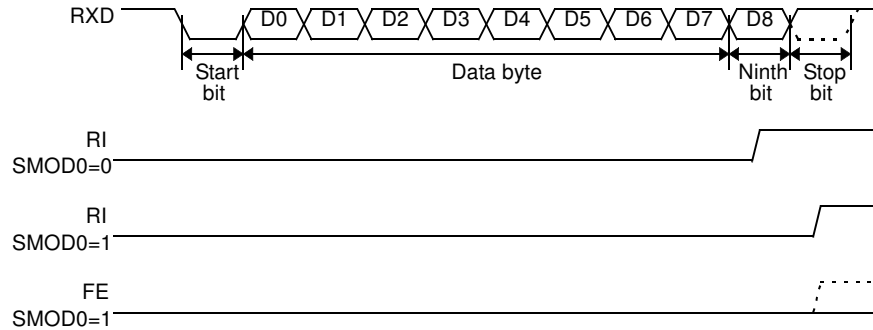 RXD D0 D1 D2 D3 D4 D5 D6 D7 D8
Start Data byte Ninth Stop
bit bit bit
RI
SMOD0=0
RI
SMOD0=1
FE
SMOD0=1